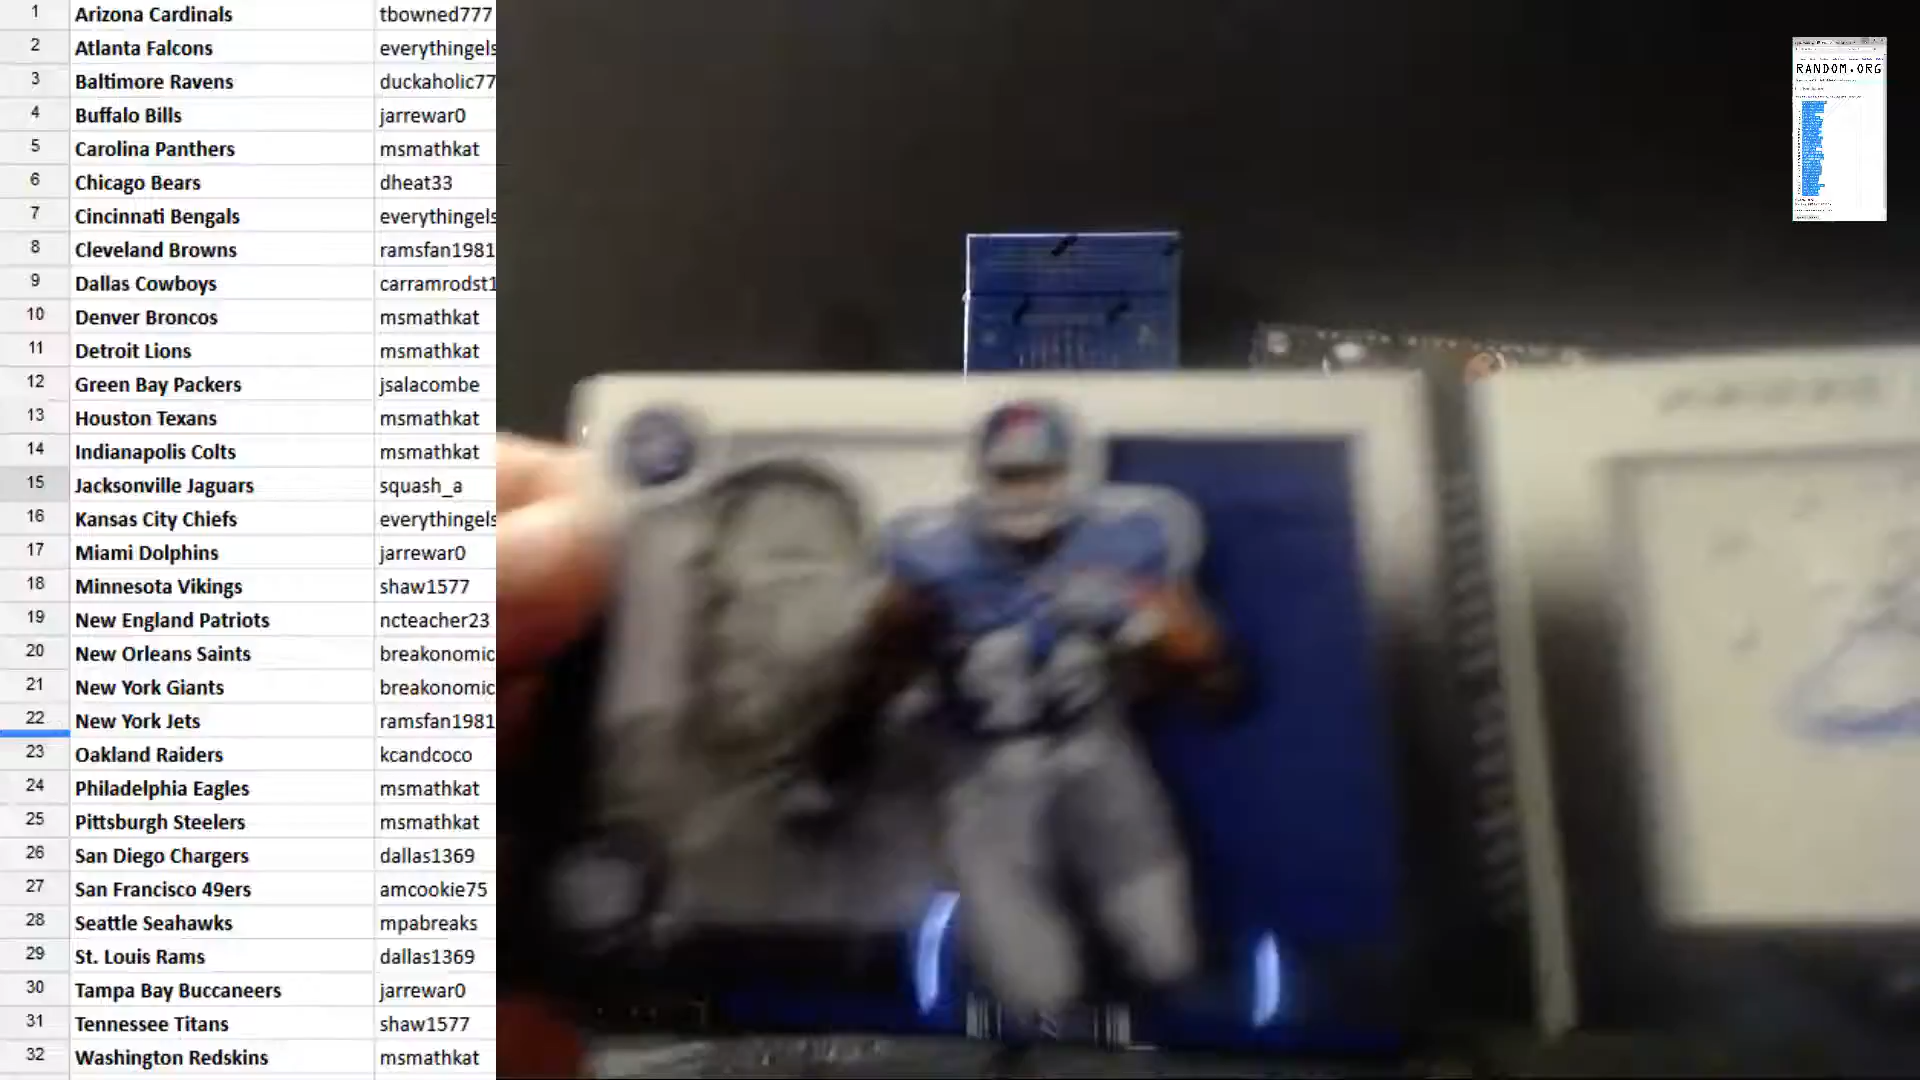 1 Arizona Cardinals tbowned777
2 Atlanta Falcons everythingels
3 Baltimore Ravens duckaholic77
4 Buffalo Bills jarrewar0
5 Carolina Panthers msmathkat
6 Chicago Bears dheat33
7 Cincinnati Bengals everythingels
8 Cleveland Browns ramsfan1981
9 Dallas Cowboys carramrodst1
10 Denver Broncos msmathkat
11 Detroit Lions msmathkat
12 Green Bay Packers jsalacombe
13 Houston Texans msmathkat
14 Indianapolis Colts msmathkat
15 Jacksonville Jaguars squash_a
16 Kansas City Chiefs everythingels
17 Miami Dolphins jarrewar0
18 Minnesota Vikings shaw1577
19 New England Patriots ncteacher23
20 New Orleans Saints breakonomic
21 New York Giants breakonomic
22 New York Jets ramsfan1981
23 Oakland Raiders kcandcoco
24 Philadelphia Eagles msmathkat
25 Pittsburgh Steelers msmathkat
26 San Diego Chargers dallas1369
27 San Francisco 49ers amcookie75
28 Seattle Seahawks mpabreaks
29 St. Louis Rams dallas1369
30 Tampa Bay Buccaneers jarrewar0
31 Tennessee Titans shaw1577
32 Washington Redskins msmathkat
RANDOM.ORG